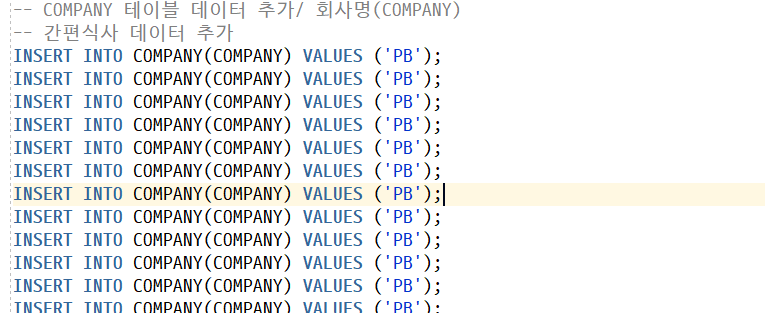 -- COMPANY 테이블 데이터 추가/ 회사명(COMPANY)
-- 간편식사 데이터 추가
INSERT INTO COMPANY(COMPANY) VALUES ('PB');
INSERT INTO COMPANY(COMPANY) VALUES ('PB');
INSERT INTO COMPANY(COMPANY) VALUES ('PB');
INSERT INTO COMPANY(COMPANY) VALUES ('PB');
INSERT INTO COMPANY(COMPANY) VALUES ('PB');
INSERT INTO COMPANY(COMPANY) VALUES ('PB');
INSERT INTO COMPANY(COMPANY) VALUES ('PB');
INSERT INTO COMPANY(COMPANY) VALUES ('PB');
INSERT INTO COMPANY(COMPANY) VALUES ('PB');
INSERT INTO COMPANY(COMPANY) VALUES ('PB');
INSERT INTO COMPANY(COMPANY) VALUES ('PB');
INSERT INTO COMPANY(COMPANY) VALUES ('PB');